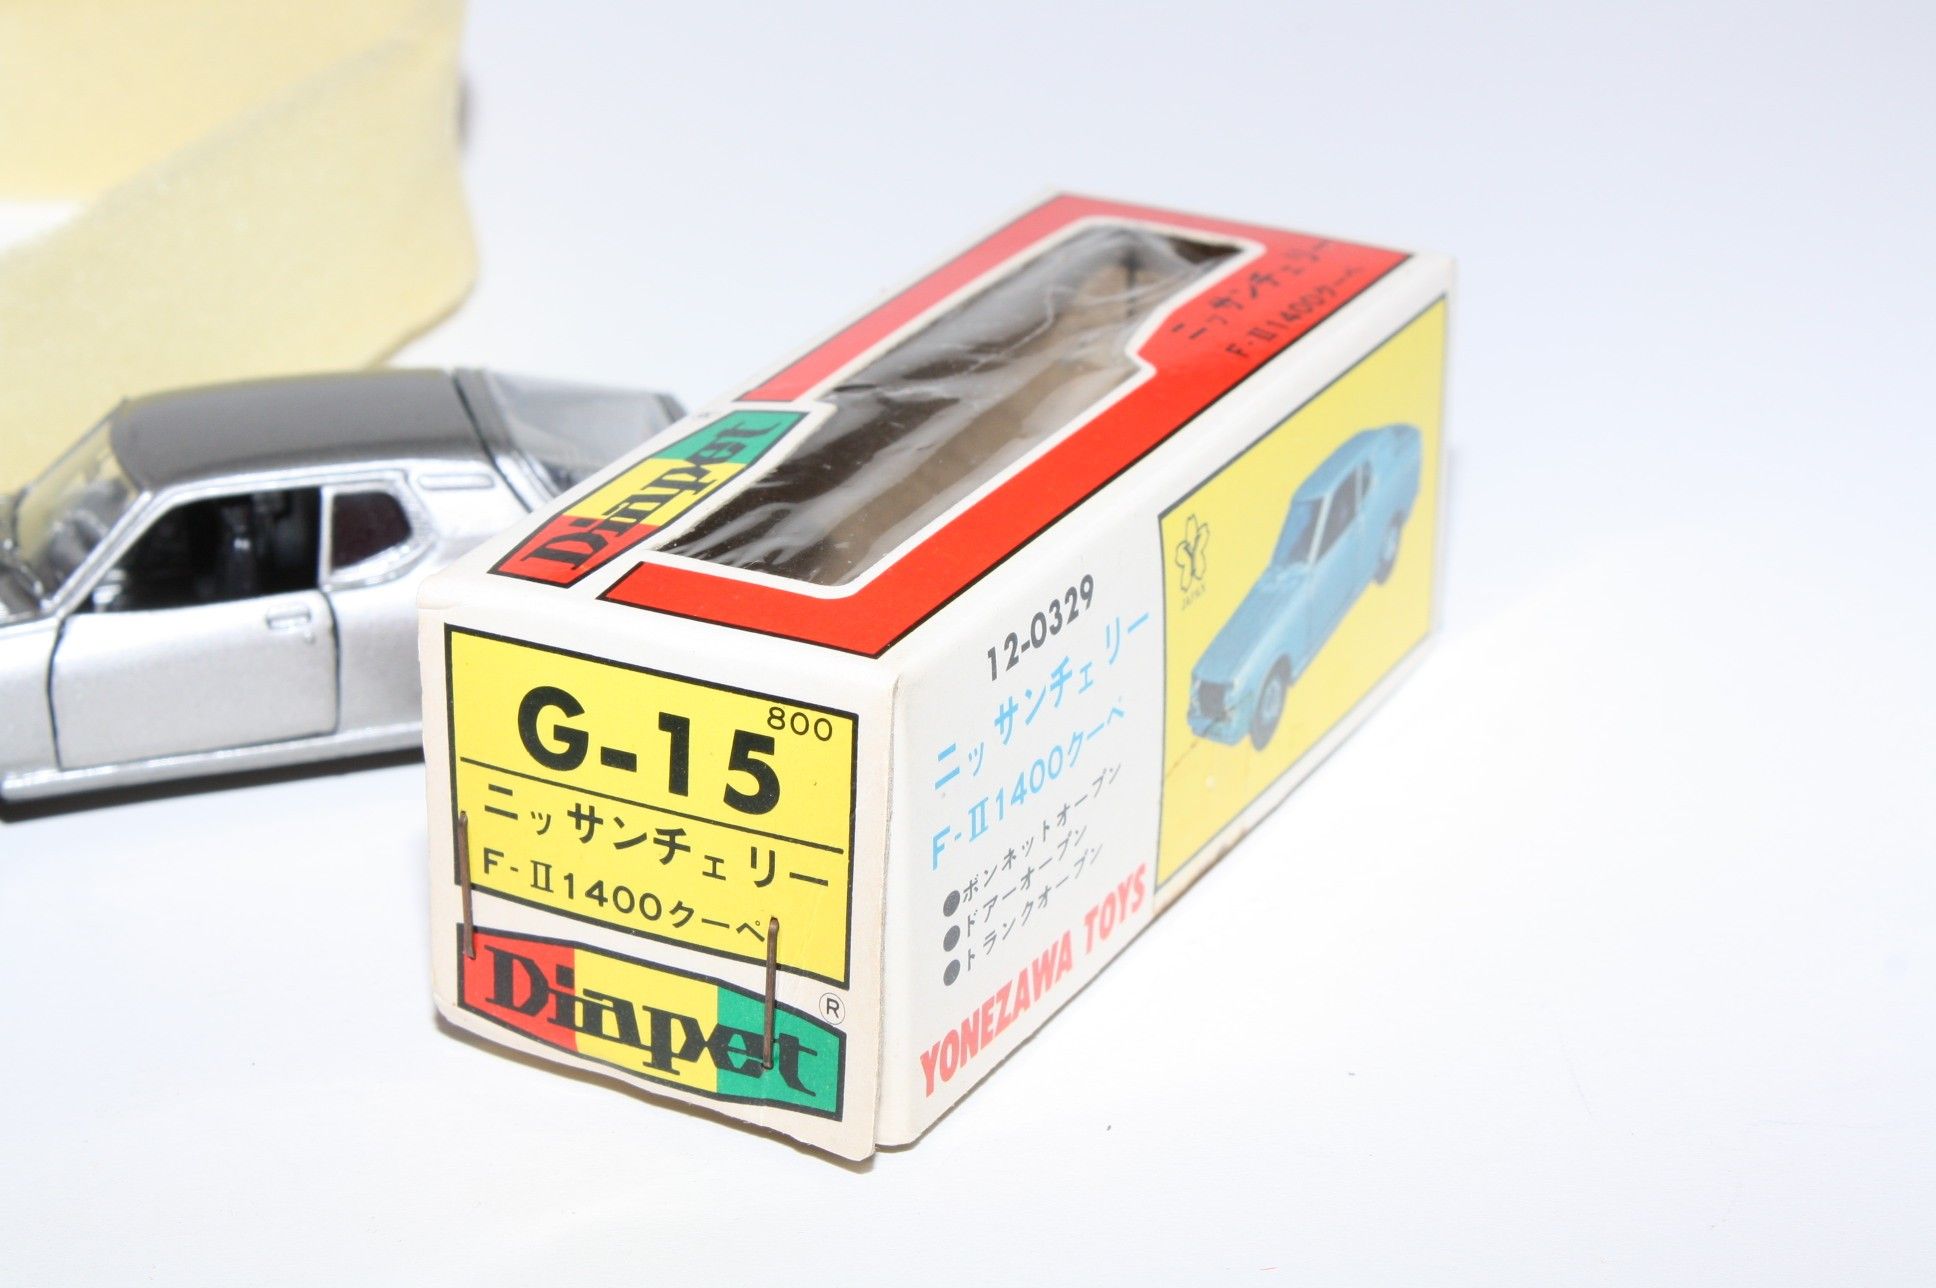 ニッサンチェリー
F-Ⅱ1400クーペ
Diapet
800
G-15
ニッサンチェリー
F-Ⅱ1400クーペ
Diapet®
12-0329
ニッサンチェリー
F-Ⅱ1400クーペ
●ボンネットオープン
●ドアーオープン
●トランクオープン
YONEZAWA TOYS
Y
JAPAN